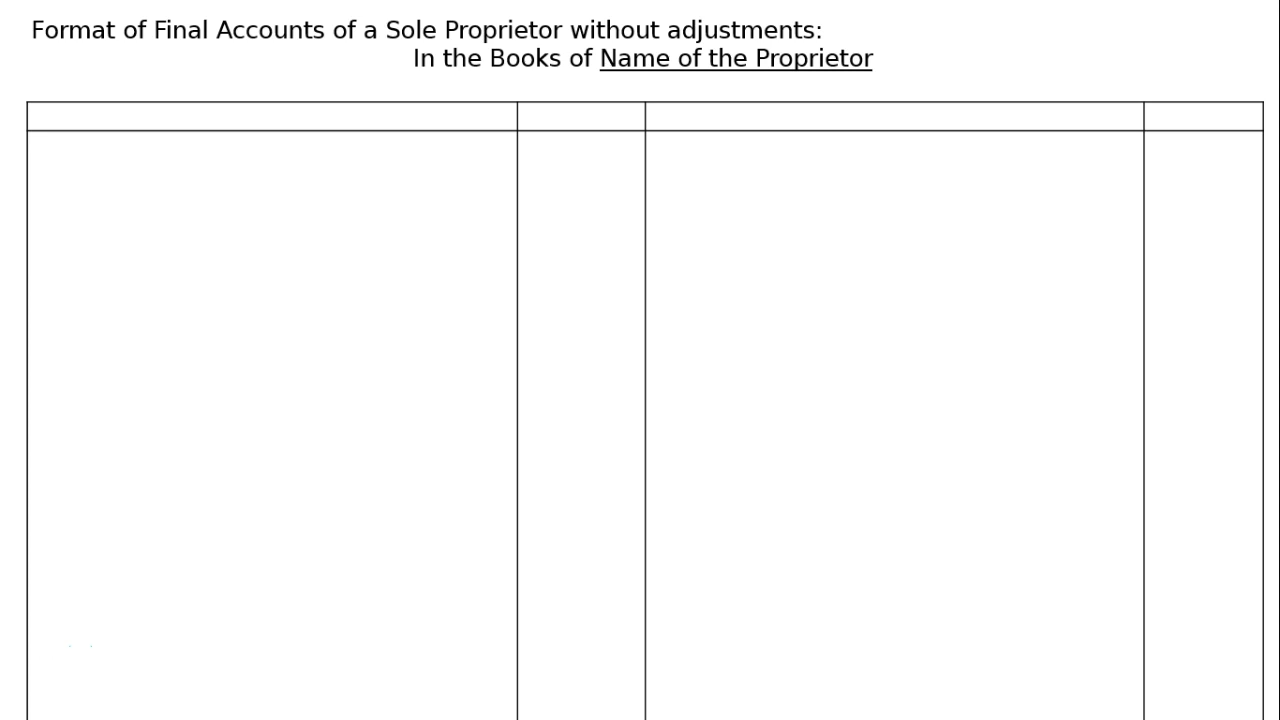 Format of Final Accounts of a Sole Proprietor without adjustments:
In the Books of Name of the Proprietor